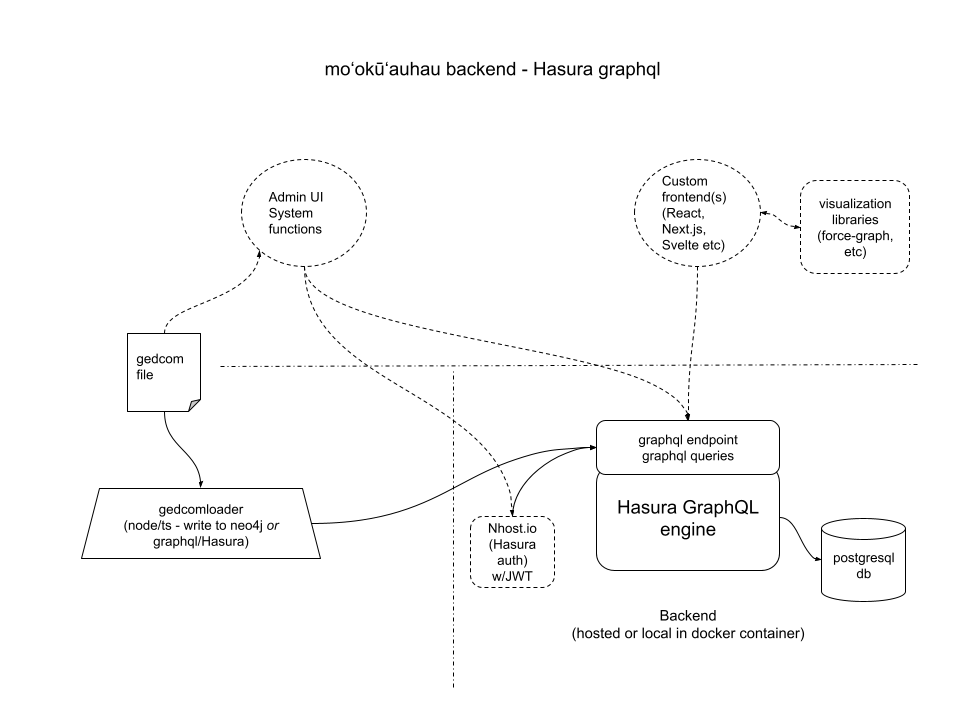 moʻokūʻauhau backend - Hasura graphql
Admin UI
System
functions
Custom
frontend(s)
(React,
Next.js,
Svelte etc)
visualization
libraries
(force-graph,
etc)
gedcom
file
graphql endpoint
graphql queries
gedcomloader
(node/ts - write to neo4j or
graphql/Hasura)
Hasura GraphQL
engine
Nhost.io
(Hasura
auth)
w/JWT
postgresql
db
Backend
(hosted or local in docker container)